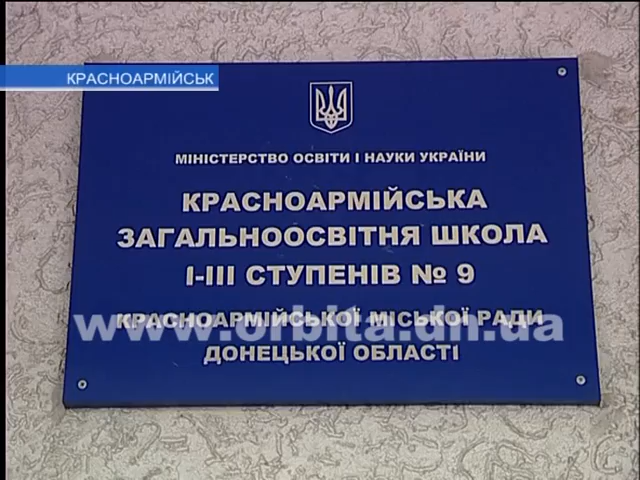 КРАСНОАРМІЙСЬК
МІНІСТЕРСТВО ОСВІТИ І НАУКИ УКРАЇНИ
КРАСНОАРМІЙСЬКА
ЗАГАЛЬНООСВІТНЯ ШКОЛА
І-ІІІ СТУПЕНІВ № 9
КРАСНОАРМІЙСЬКОЇ МІСЬКОЇ РАДИ
www.orbita.dn.ua
ДОНЕЦЬКОЇ ОБЛАСТІ